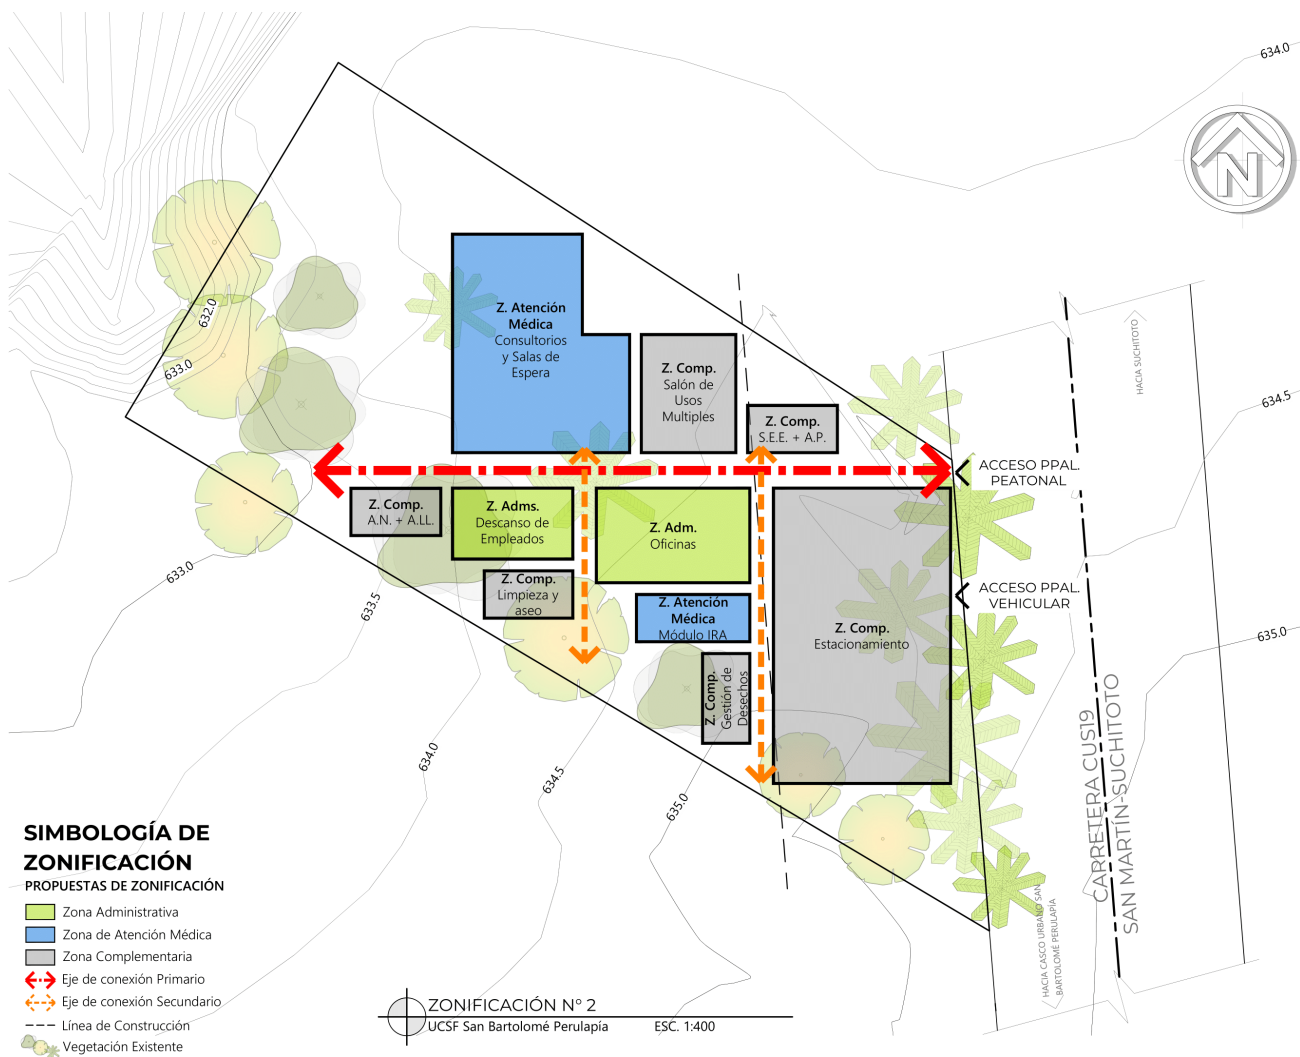 634.0
N
632.0
633.0
Z. Atención
Médica
Consultorios
y Salas de
Espera
Z. Comp.
Salón de
Usos
Multiples
Z. Comp.
S.E.E. + A.P.
HACIA SUCHITOTO
634.5
ACCESO PPAL.
PEATONAL
Z. Comp.
A.N. + A.LL.
Z. Adms.
Descanso de
Empleados
Z. Adm.
Oficinas
633.0
633.5
Z. Comp.
Limpieza y
aseo
Z. Atención
Médica
Módulo IRA
ACCESO PPAL.
VEHICULAR
Z. Comp.
Estacionamiento
635.0
Z. Comp.
Gestión de
Desechos
634.0
634.5
635.0
CARRETERA CUS19
SAN MARTÍN-SUCHITOTO
HACIA CASCO URBANO SAN
BARTOLOMÉ PERULAPÍA
SIMBOLOGÍA DE
ZONIFICACIÓN
PROPUESTAS DE ZONIFICACIÓN
Zona Administrativa
Zona de Atención Médica
Zona Complementaria
Eje de conexión Primario
Eje de conexión Secundario
Línea de Construcción
Vegetación Existente
ZONIFICACIÓN N° 2
UCSF San Bartolomé Perulapía ESC. 1:400